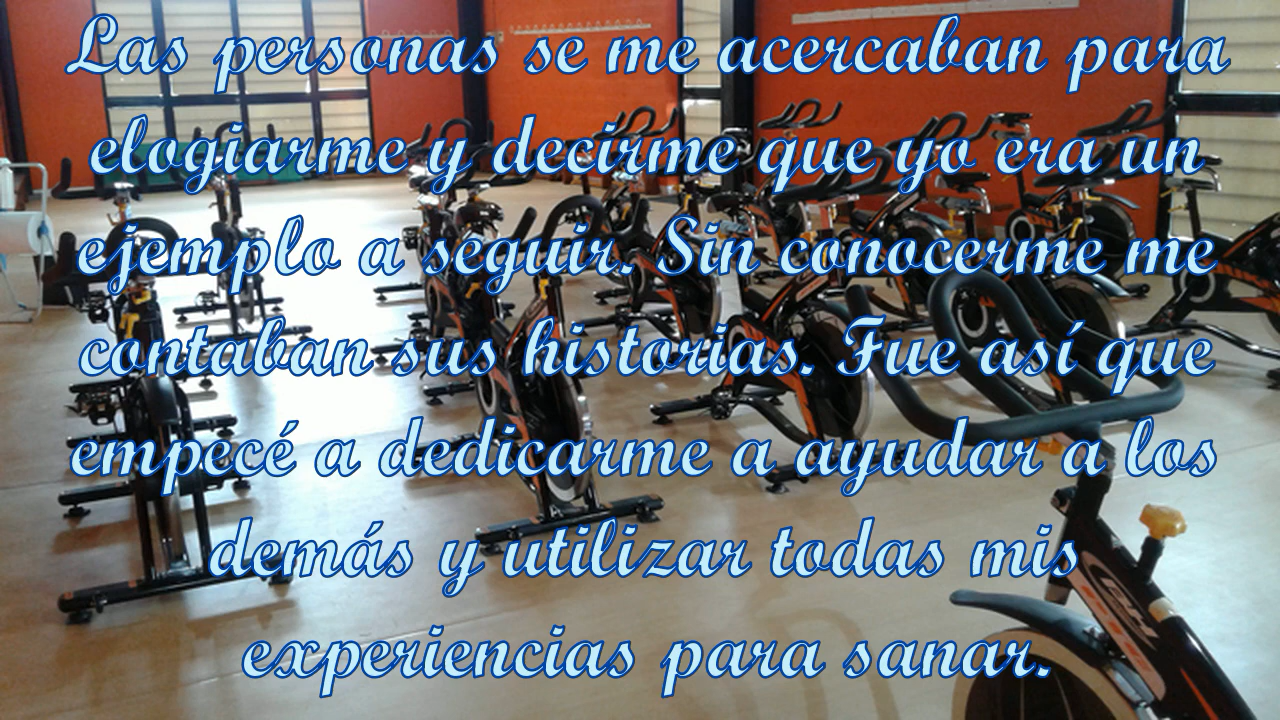 Las personas se me acercaban para
elogiarme y decirme que yo era un
ejemplo a seguir. Sin conocerme me
contaban sus historias. Fue así que
empecé a dedicarme a ayudar a los
demás y utilizar todas mis
experiencias para sanar.
BH